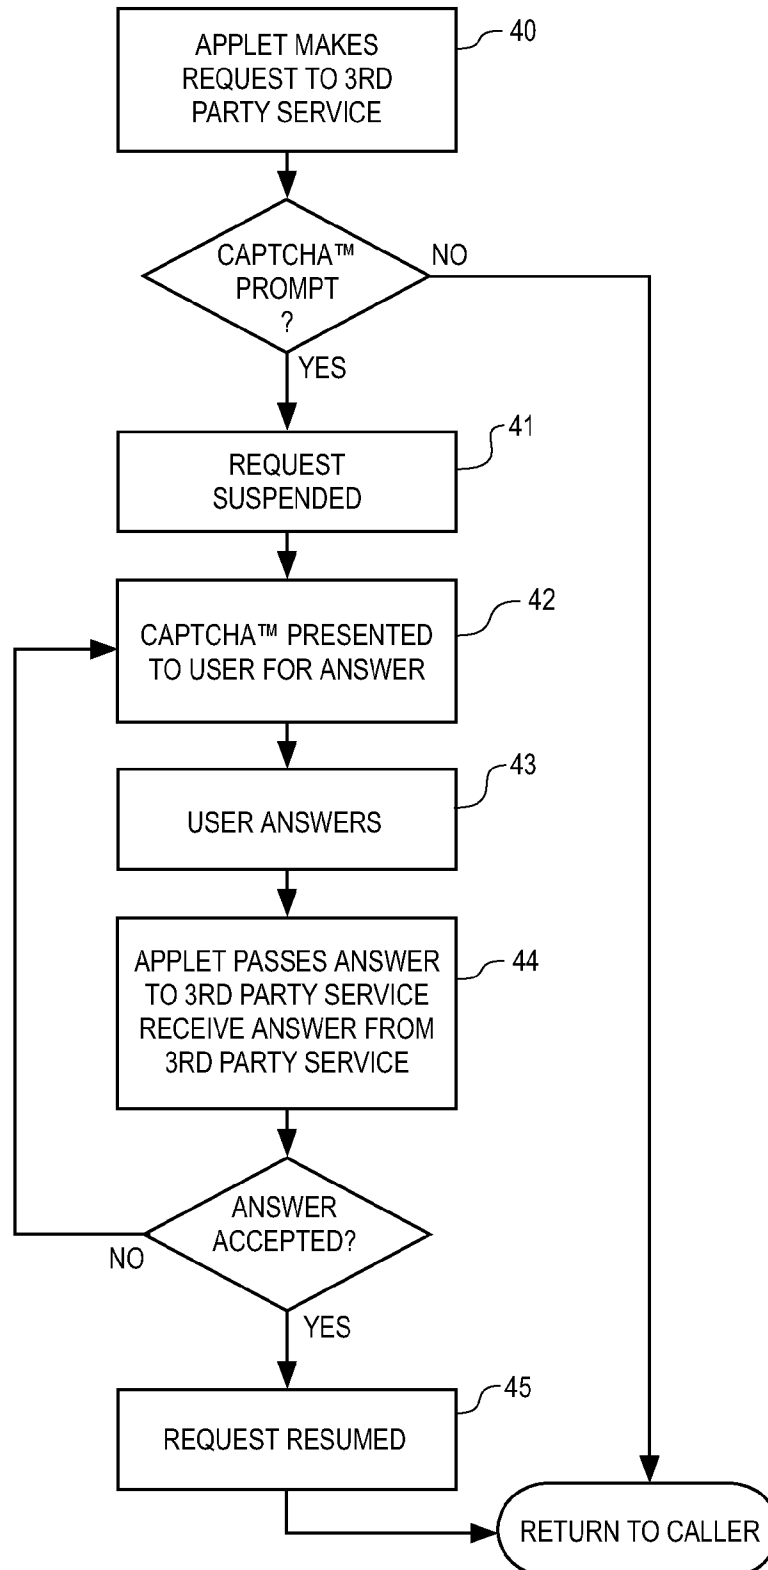 APPLET MAKES
REQUEST TO 3RD
PARTY SERVICE
40
CAPTCHA™
PROMPT
?
NO
YES
REQUEST
SUSPENDED
41
CAPTCHA™ PRESENTED
TO USER FOR ANSWER
42
USER ANSWERS
43
APPLET PASSES ANSWER
TO 3RD PARTY SERVICE
RECEIVE ANSWER FROM
3RD PARTY SERVICE
44
ANSWER
ACCEPTED?
NO
YES
REQUEST RESUMED
45
RETURN TO CALLER